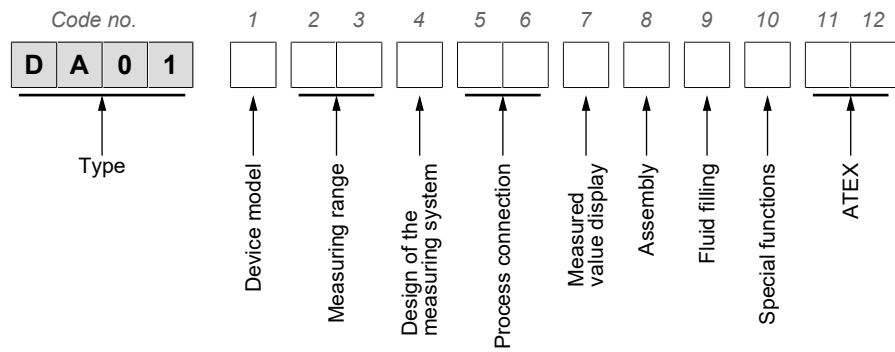 Code no. 1 2 3 4 5 6 7 8 9 10 11 12
D A 0 1
Type
Device model
Measuring range
Design of the
measuring system
Process connection
Measured
value display
Assembly
Fluid filling
Special functions
ATEX